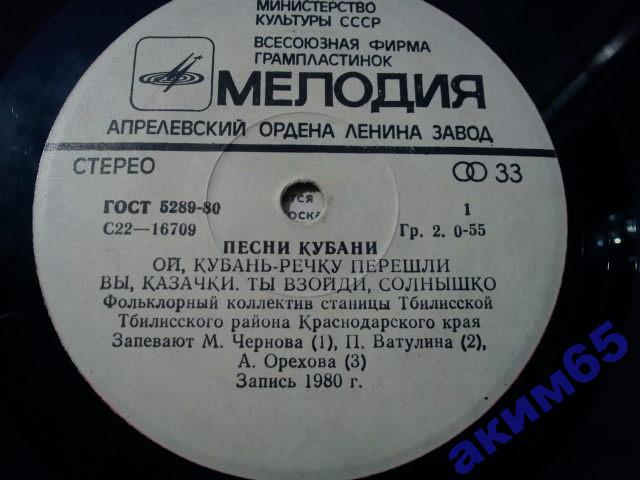 МИНИСТЕРСТВО
КУЛЬТУРЫ СССР
ВСЕСОЮЗНАЯ ФИРМА
ГРАМПЛАСТИНОК
МЕЛОДИЯ
АПРЕЛЕВСКИЙ ОРДЕНА ЛЕНИНА ЗАВОД
СТЕРЕО 33
ГОСТ 5289-80 1
С22—16709 Гр. 2. 0-55
ПЕСНИ КУБАНИ
ОЙ, КУБАНЬ-РЕЧКУ ПЕРЕШЛИ
ВЫ, КАЗАЧКИ. ТЫ ВЗОЙДИ, СОЛНЫШКО
Фольклорный коллектив станицы Тбилисской
Тбилисского района Краснодарского края
Запевают М. Чернова (1), П. Ватулина (2),
А. Орехова (3)
Запись 1980 г.
аким65